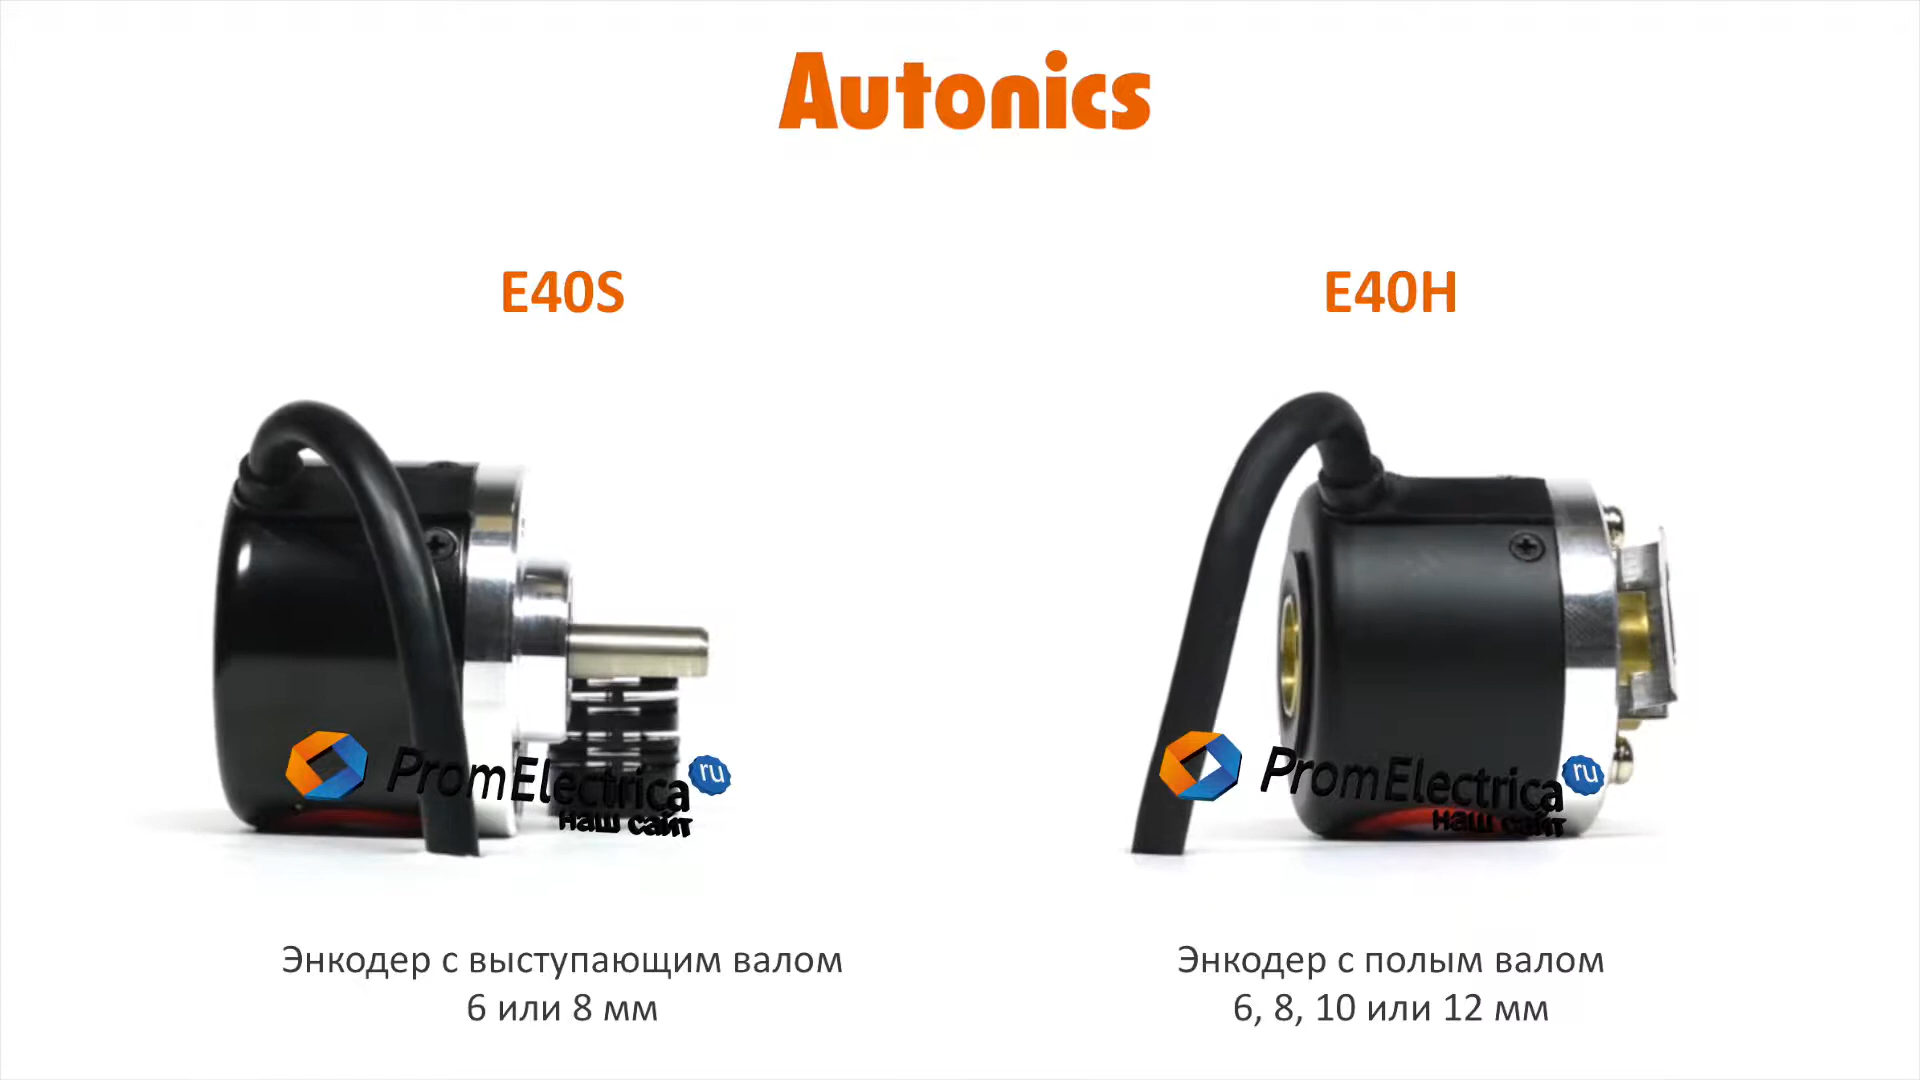 Autonics
E40S
E40H
PromElectrica ru
наш сайт
PromElectrica ru
наш сайт
Энкодер с выступающим валом
6 или 8 мм
Энкодер с полым валом
6, 8, 10 или 12 мм